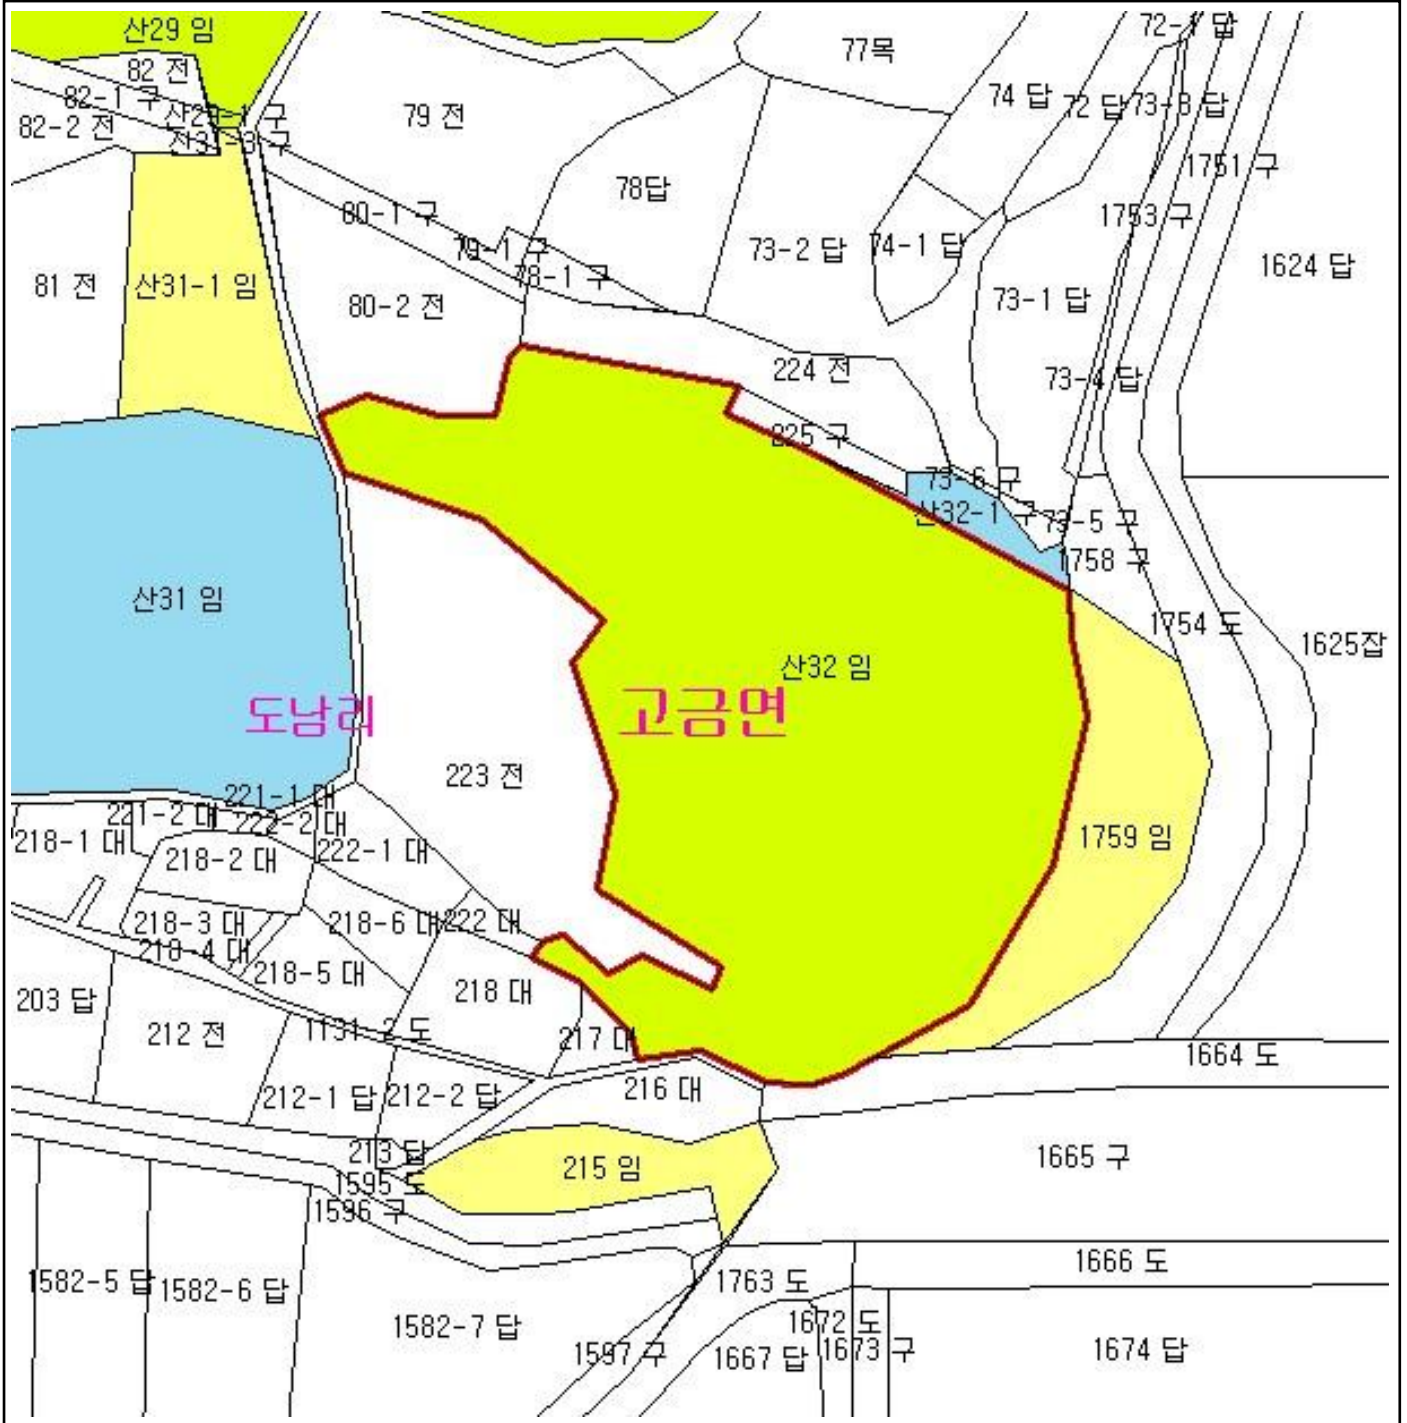 산29 임
72-1 답
82 전
77목
82-1 구
산29-1 구
79 전
74 답
72 답
73-3 답
82-2 전
1751 구
78답
80-1 구
1753 구
79-1 구
73-2 답
74-1 답
78-1 구
1624 답
81 전
산31-1 임
80-2 전
73-1 답
224 전
73-4 답
225 구
73-6 구
산32-1 구
73-5 구
1758 구
산31 임
1754 도
1625잡
산32 임
도남리
고금면
223 전
221-1 대
221-2 대
222-2 대
218-1 대
218-2 대
222-1 대
1759 임
218-3 대
218-6 대
222 대
218-4 대
218-5 대
218 대
203 답
212 전
1131-2 도
217 대
1664 도
212-1 답
212-2 답
216 대
213 답
215 임
1665 구
1595 도
1596 구
1582-5 답
1582-6 답
1763 도
1666 도
1582-7 답
1672 도
1597 구
1667 답
1673 구
1674 답